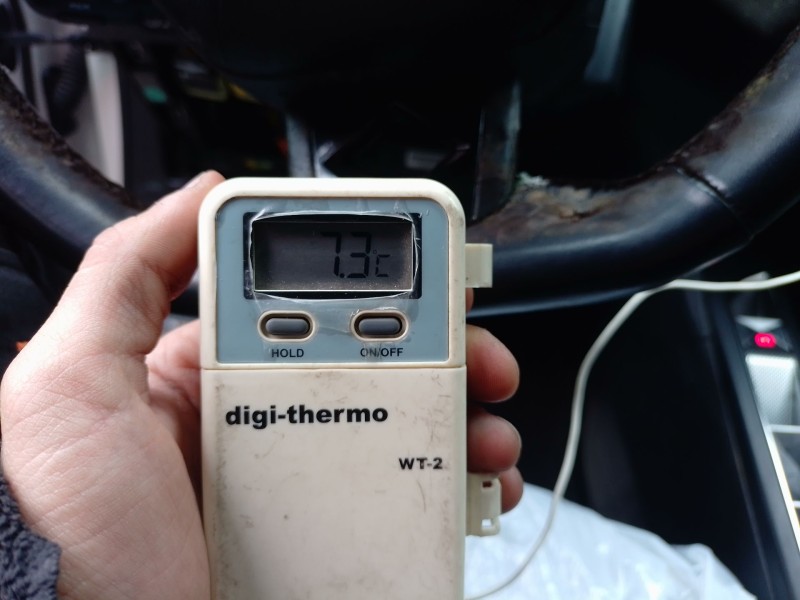 7.3c
HOLD ON/OFF
digi-thermo
WT-2